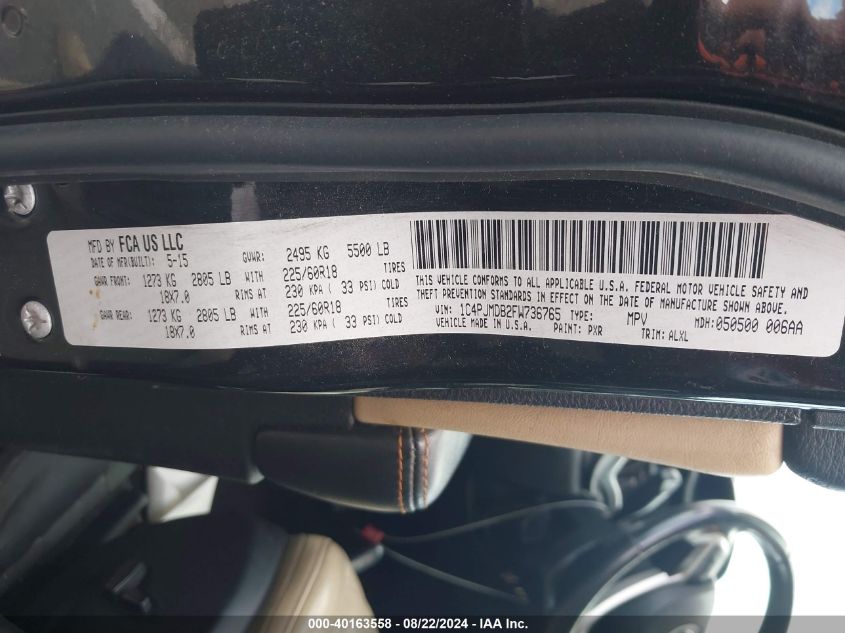 MFD BY FCA US LLC
DATE OF MFR(BUILT): 5-15 GVWR: 2495 KG 5500 LB
GAWR FRONT: 1273 KG 2805 LB WITH 225/60R18 TIRES
18X7.0 RIMS AT 230 KPA ( 33 PSI) COLD
GAWR REAR: 1273 KG 2805 LB WITH 225/60R18 TIRES
18X7.0 RIMS AT 230 KPA ( 33 PSI) COLD
THIS VEHICLE CONFORMS TO ALL APPLICABLE U.S.A. FEDERAL MOTOR VEHICLE SAFETY AND
THEFT PREVENTION STANDARDS IN EFFECT ON THE DATE OF MANUFACTURE SHOWN ABOVE.
VIN: 1C4PJMDB2FW736765 TYPE: MPV MDH:050500 006AA
VEHICLE MADE IN U.S.A. PAINT: PXR TRIM: ALXL
000-40163558 - 08/22/2024 - IAA Inc.